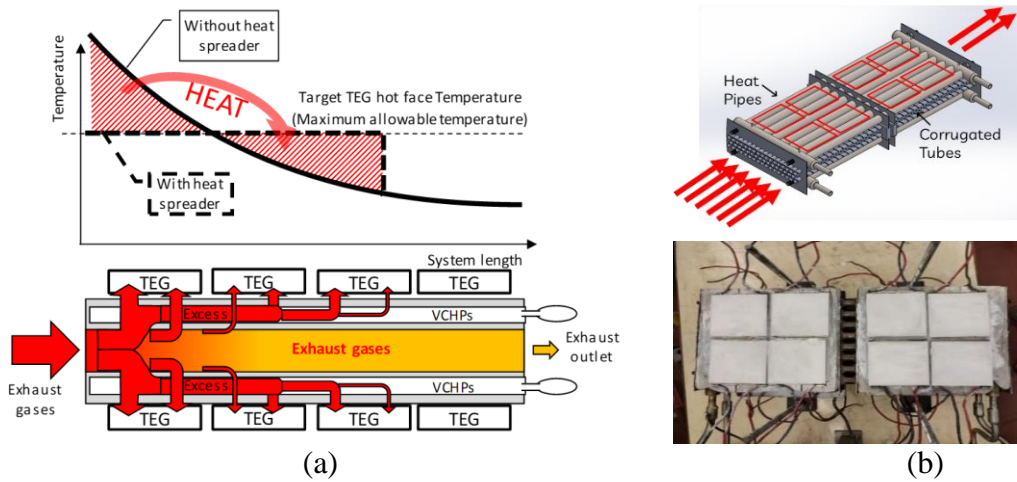 Without heat
spreader
Temperature
HEAT
Target TEG hot face Temperature
(Maximum allowable temperature)
With heat
spreader
System length
TEG
TEG
TEG
TEG
Excess
VCHPs
Exhaust gases
Exhaust
outlet
Exhaust
gases
Excess
VCHPs
TEG
TEG
TEG
TEG
(a)
Heat
Pipes
Corrugated
Tubes
(b)